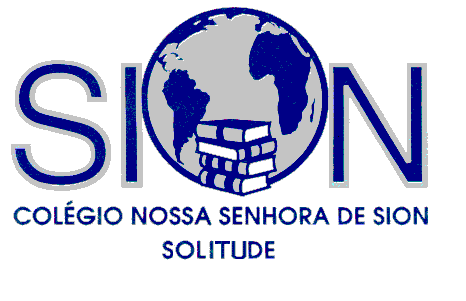 SION
COLÉGIO NOSSA SENHORA DE SION
SOLITUDE